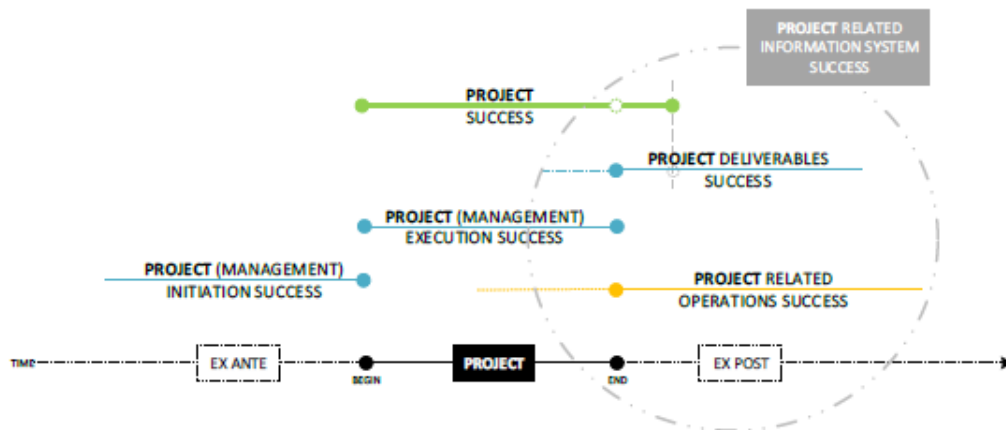 PROJECT RELATED
INFORMATION SYSTEM
SUCCESS
PROJECT
SUCCESS
PROJECT DELIVERABLES
SUCCESS
PROJECT (MANAGEMENT)
EXECUTION SUCCESS
PROJECT (MANAGEMENT)
INITIATION SUCCESS
PROJECT RELATED
OPERATIONS SUCCESS
TIME
EX ANTE
PROJECT
EX POST
BEGIN
END